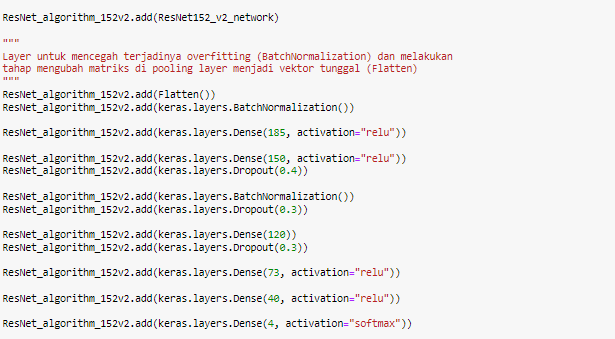 ResNet_algorithm_152v2.add(ResNet152_v2_network)
"""
Layer untuk mencegah terjadinya overfitting (BatchNormalization) dan melakukan
tahap mengubah matriks di pooling layer menjadi vektor tunggal (Flatten)
"""
ResNet_algorithm_152v2.add(Flatten())
ResNet_algorithm_152v2.add(keras.layers.BatchNormalization())
ResNet_algorithm_152v2.add(keras.layers.Dense(185, activation="relu"))
ResNet_algorithm_152v2.add(keras.layers.Dense(150, activation="relu"))
ResNet_algorithm_152v2.add(keras.layers.Dropout(0.4))
ResNet_algorithm_152v2.add(keras.layers.BatchNormalization())
ResNet_algorithm_152v2.add(keras.layers.Dropout(0.3))
ResNet_algorithm_152v2.add(keras.layers.Dense(120))
ResNet_algorithm_152v2.add(keras.layers.Dropout(0.3))
ResNet_algorithm_152v2.add(keras.layers.Dense(73, activation="relu"))
ResNet_algorithm_152v2.add(keras.layers.Dense(40, activation="relu"))
ResNet_algorithm_152v2.add(keras.layers.Dense(4, activation="softmax"))